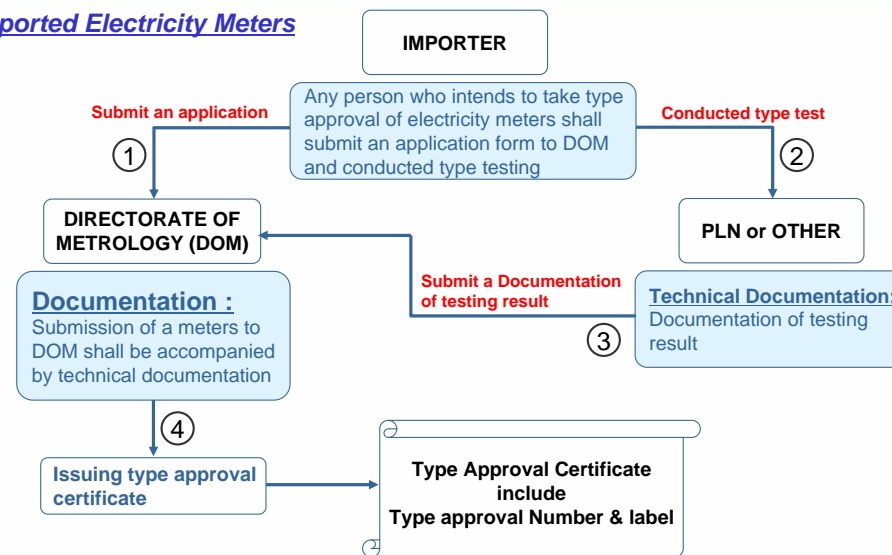 ported Electricity Meters
IMPORTER
Submit an application
Any person who intends to take type
approval of electricity meters shall
submit an application form to DOM
and conducted type testing
Conducted type test
1
2
DIRECTORATE OF
METROLOGY (DOM)
PLN or OTHER
Documentation :
Submission of a meters to
DOM shall be accompanied
by technical documentation
Submit a Documentation
of testing result
Technical Documentation:
Documentation of testing
result
3
4
Issuing type approval
certificate
Type Approval Certificate
include
Type approval Number & label